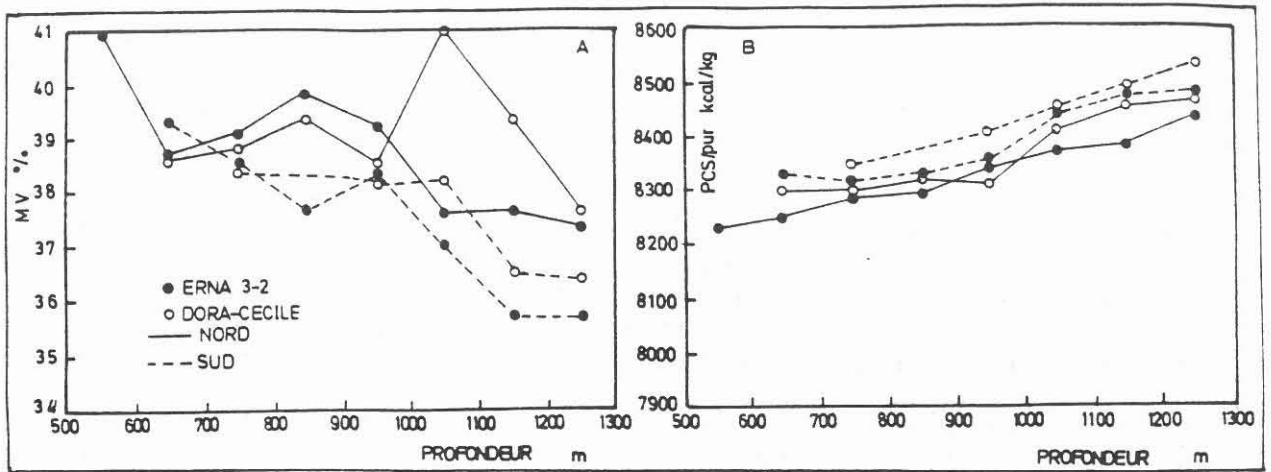 A
MV %
41
40
39
38
37
36
35
34
ERNA 3-2
DORA-CECILE
NORD
SUD
500 600 700 800 900 1000 1100 1200 1300
PROFONDEUR m
B
PCS/pur kcal/kg
8600
8500
8400
8300
8200
8100
8000
7900
500 600 700 800 900 1000 1100 1200 1300
PROFONDEUR m